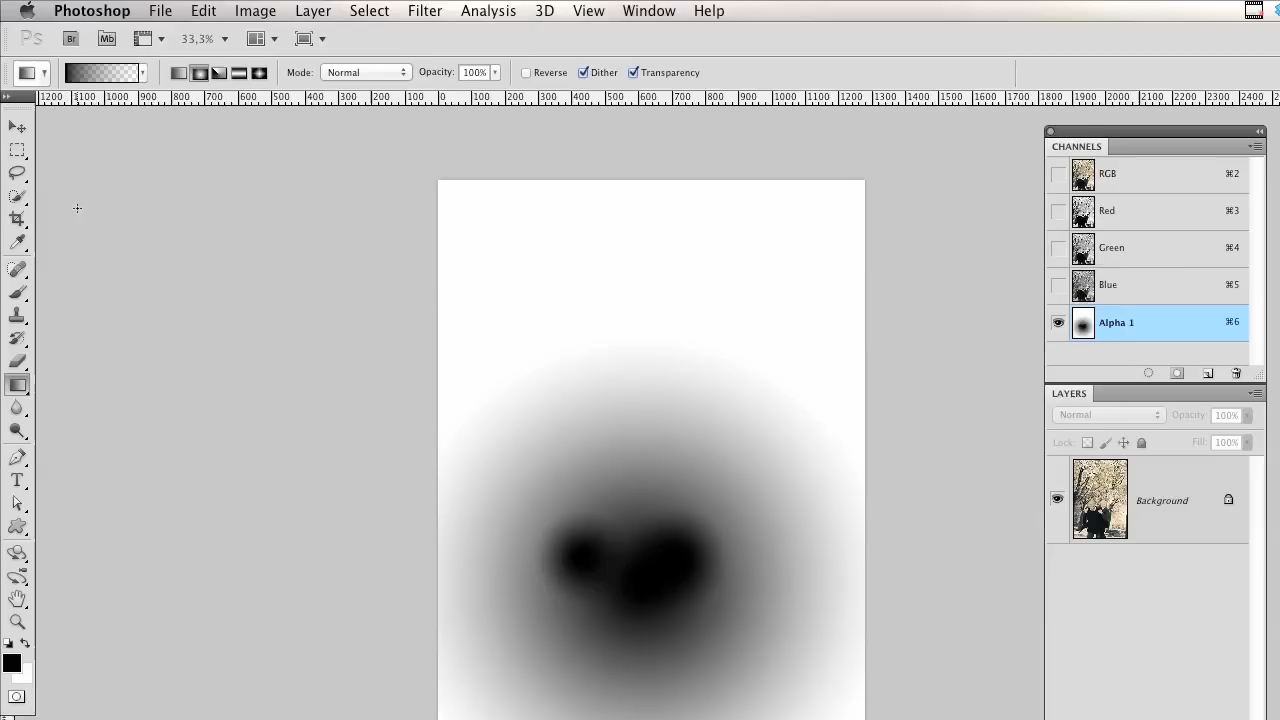 Photoshop File Edit Image Layer Select Filter Analysis 3D View Window Help
Ps Br Mb 33,3%
Mode: Normal Opacity: 100% Reverse Dither Transparency
1200 1100 1000 900 800 700 600 500 400 300 200 100 0 100 200 300 400 500 600 700 800 900 1000 1100 1200 1300 1400 1500 1600 1700 1800 1900 2000 2100 2200 2300 2400
CHANNELS
RGB ⌘2
Red ⌘3
Green ⌘4
Blue ⌘5
Alpha 1 ⌘6
LAYERS
Normal Opacity: 100%
Lock: Fill: 100%
Background
T